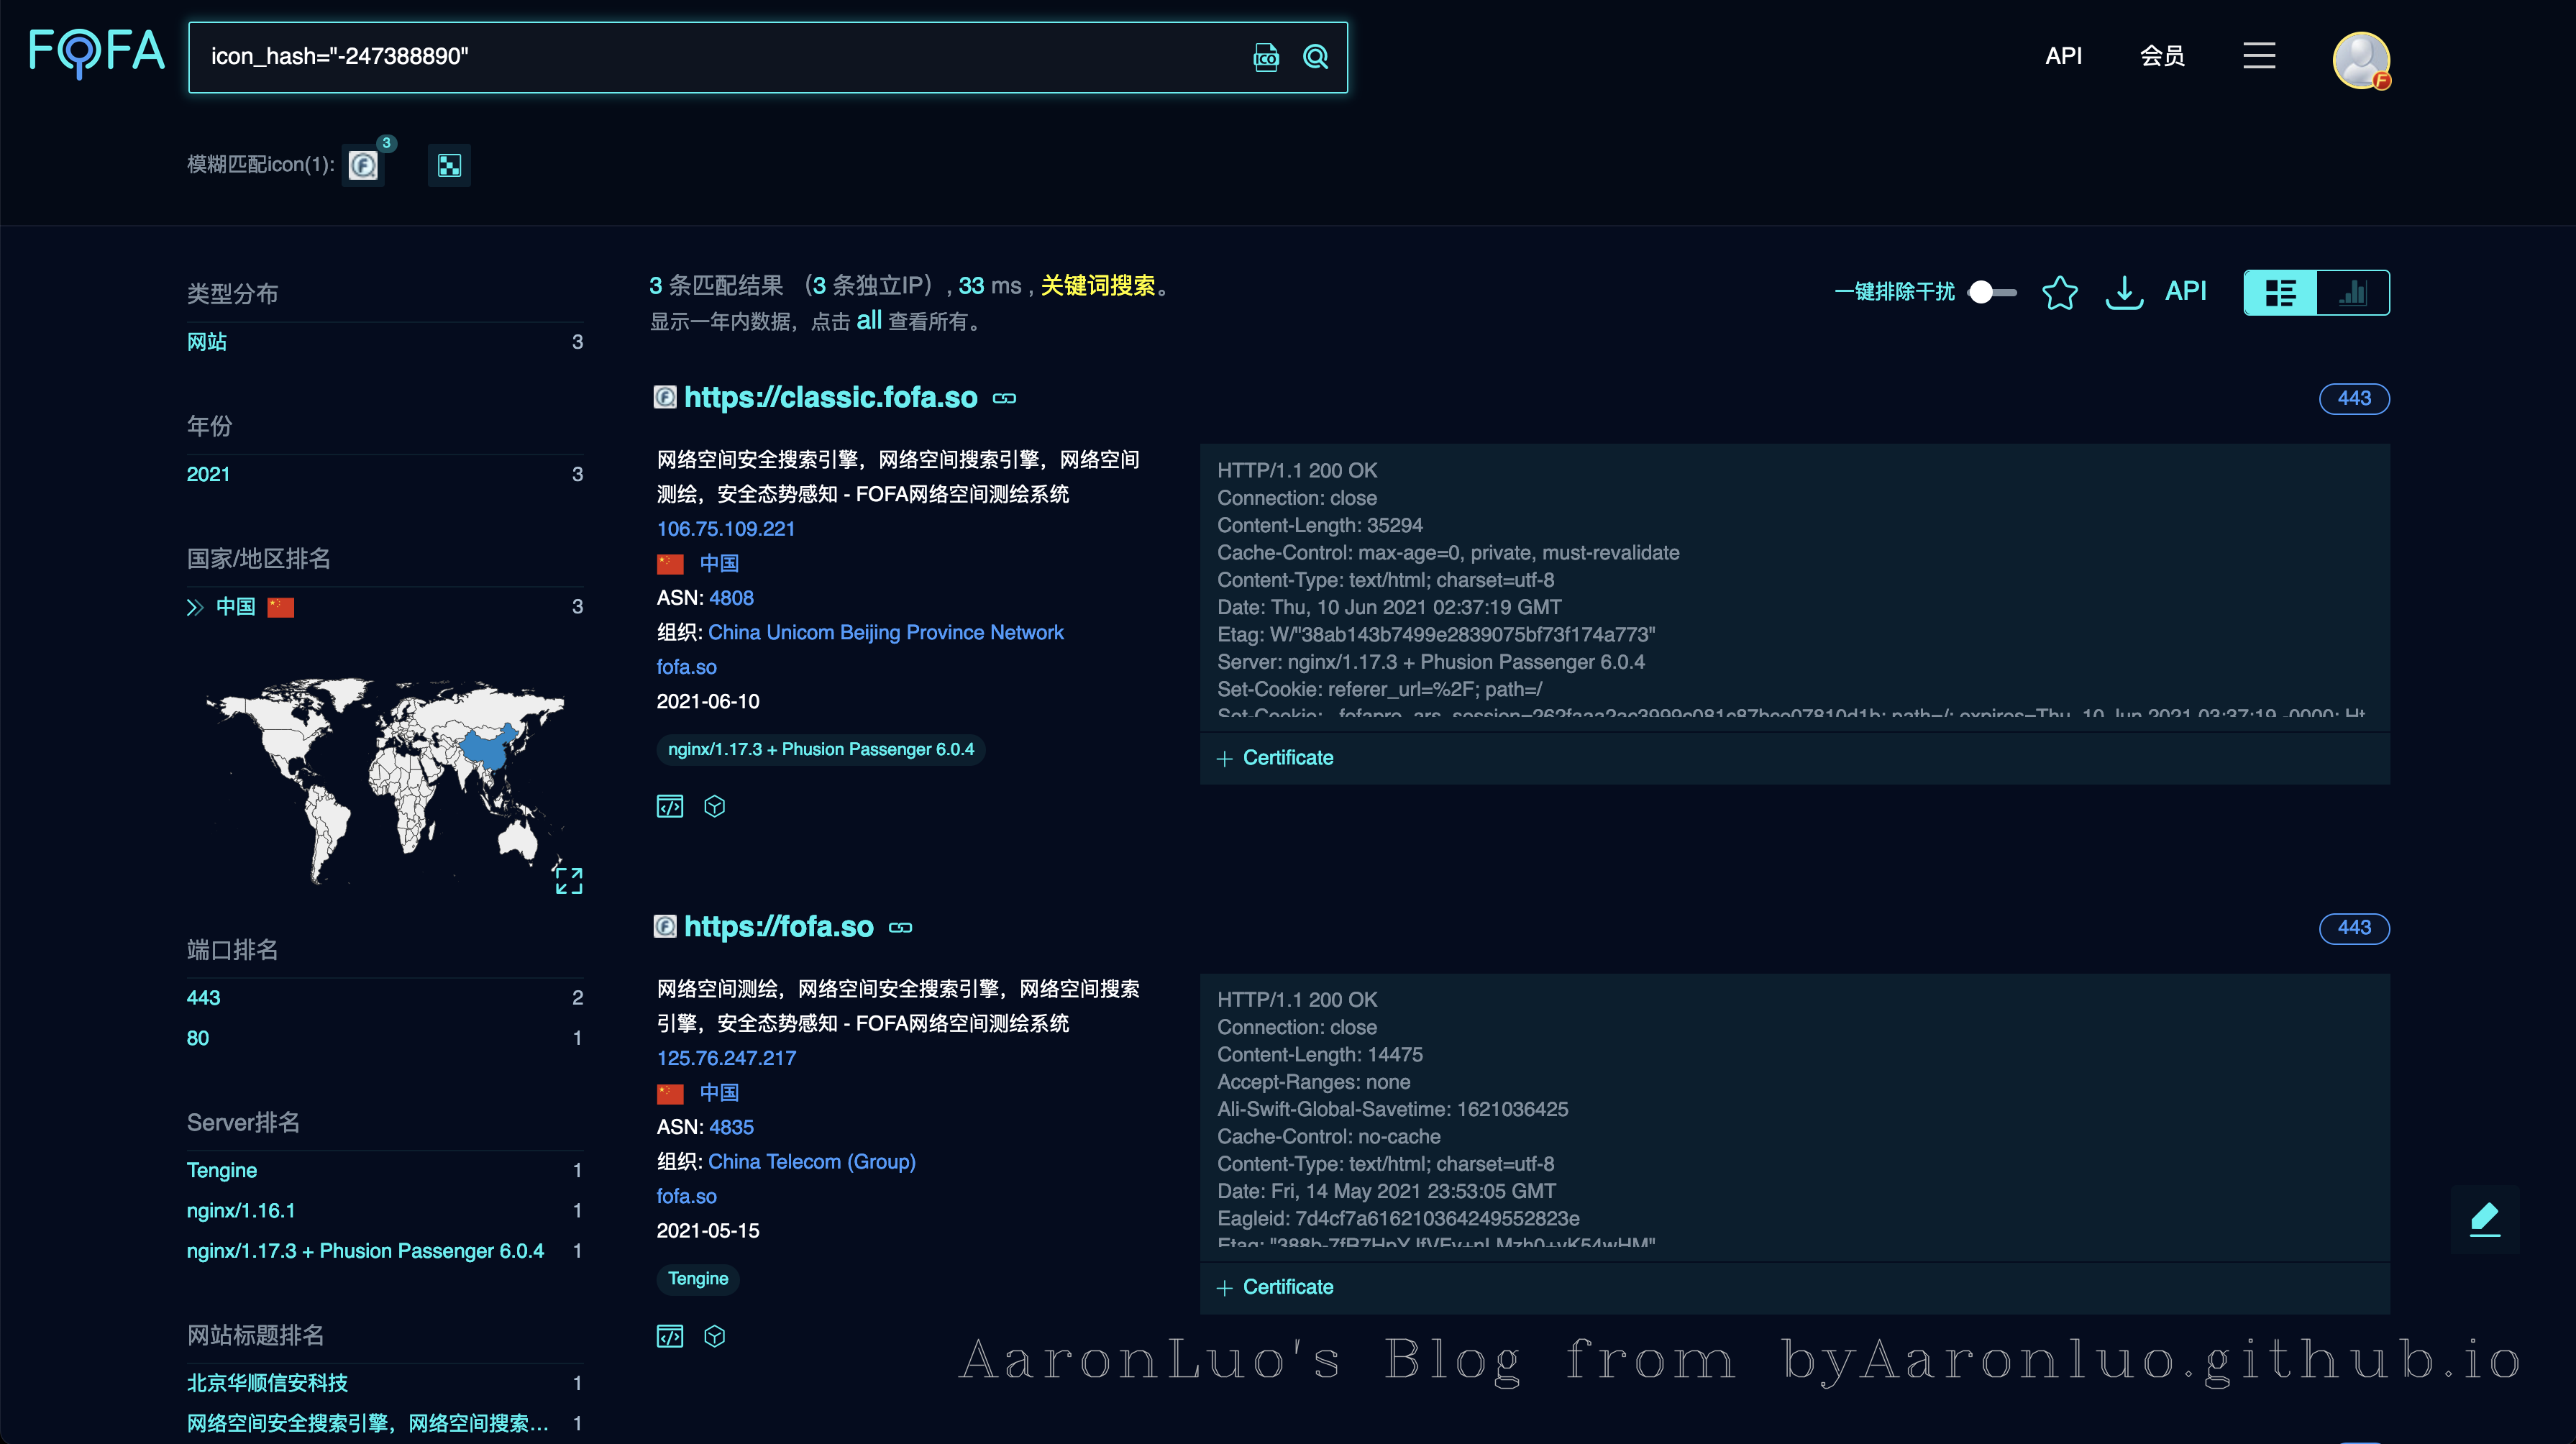 FOFA
icon_hash="-247388890"
ICO
API
会员
F
模糊匹配icon(1):
3
类型分布
网站 3
年份
2021 3
国家/地区排名
中国 3
端口排名
443 2
80 1
Server排名
Tengine 1
nginx/1.16.1 1
nginx/1.17.3 + Phusion Passenger 6.0.4 1
网站标题排名
北京华顺信安科技 1
网络空间安全搜索引擎，网络空间搜索... 1
3 条匹配结果 （3 条独立IP）, 33 ms , 关键词搜索。
显示一年内数据，点击 all 查看所有。
一键排除干扰
API
https://classic.fofa.so
443
网络空间安全搜索引擎，网络空间搜索引擎，网络空间
测绘，安全态势感知 - FOFA网络空间测绘系统
106.75.109.221
中国
ASN: 4808
组织: China Unicom Beijing Province Network
fofa.so
2021-06-10
nginx/1.17.3 + Phusion Passenger 6.0.4
HTTP/1.1 200 OK
Connection: close
Content-Length: 35294
Cache-Control: max-age=0, private, must-revalidate
Content-Type: text/html; charset=utf-8
Date: Thu, 10 Jun 2021 02:37:19 GMT
Etag: W/"38ab143b7499e2839075bf73f174a773"
Server: nginx/1.17.3 + Phusion Passenger 6.0.4
Set-Cookie: referer_url=%2F; path=/
+ Certificate
https://fofa.so
443
网络空间测绘，网络空间安全搜索引擎，网络空间搜索
引擎，安全态势感知 - FOFA网络空间测绘系统
125.76.247.217
中国
ASN: 4835
组织: China Telecom (Group)
fofa.so
2021-05-15
Tengine
HTTP/1.1 200 OK
Connection: close
Content-Length: 14475
Accept-Ranges: none
Ali-Swift-Global-Savetime: 1621036425
Cache-Control: no-cache
Content-Type: text/html; charset=utf-8
Date: Fri, 14 May 2021 23:53:05 GMT
Eagleid: 7d4cf7a6162103642​49552823e
+ Certificate
AaronLuo's Blog from byAaronluo.github.io